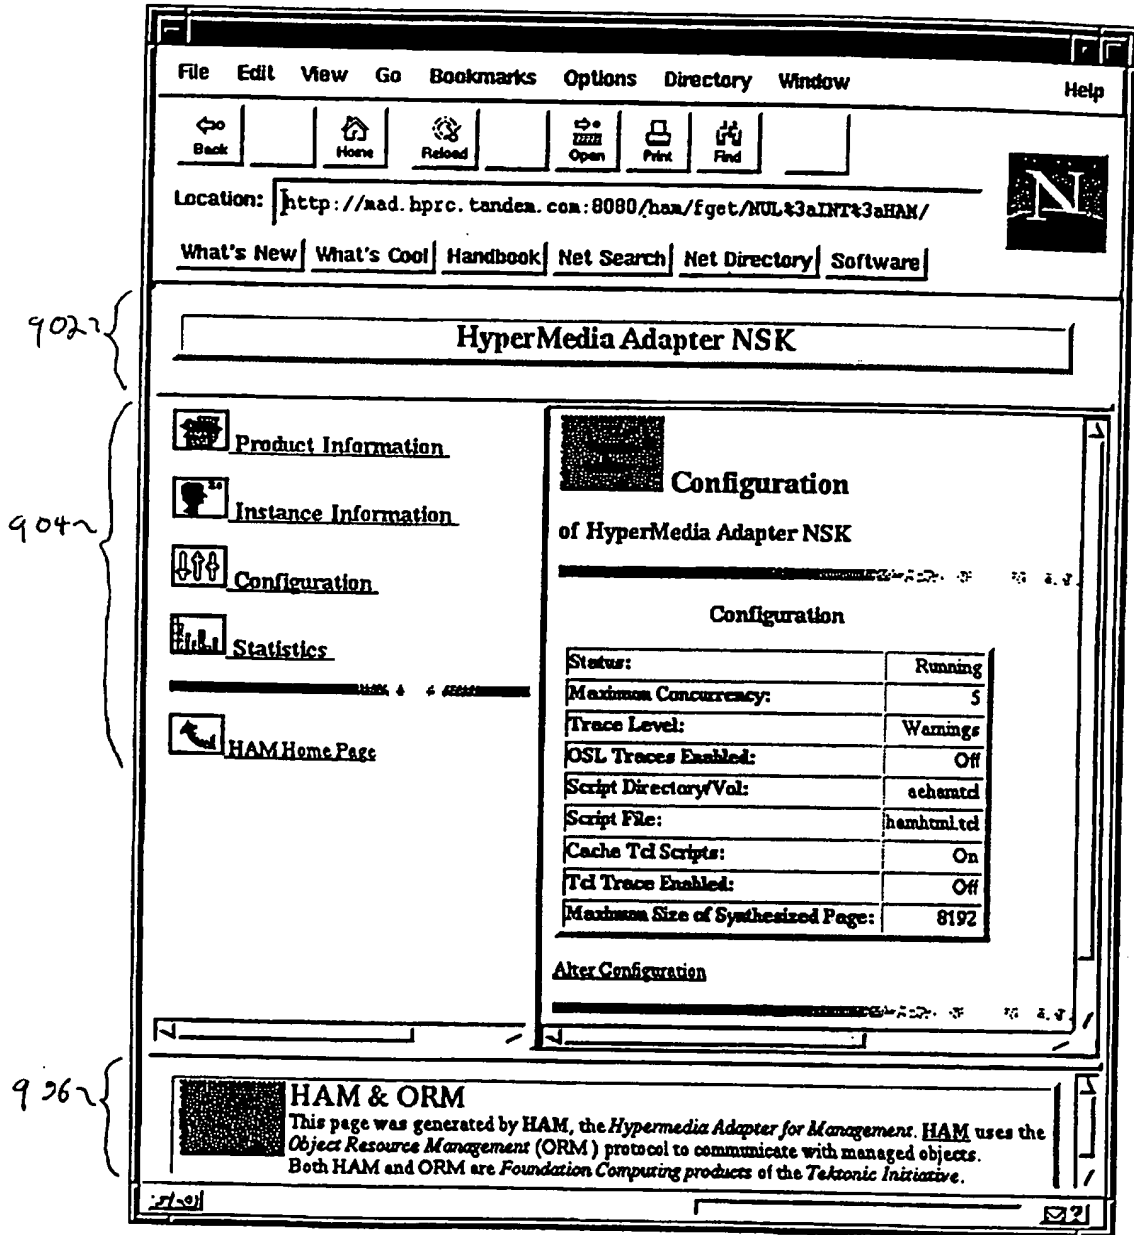 File Edit View Go Bookmarks Options Directory Window Help
Back Home Reload Open Print Find
N
Location: http://mad.hprc.tandem.com:8080/ham/fget/NUL%3aINT%3aHAM/
What's New What's Cool Handbook Net Search Net Directory Software
902
HyperMedia Adapter NSK
904
Product Information
Instance Information
Configuration
Statistics
HAM Home Page
Configuration
of HyperMedia Adapter NSK
Configuration
Status: Running
Maximum Concurrency: 5
Trace Level: Warnings
OSL Traces Enabled: Off
Script Directory/Vol: aehamtcl
Script File: hamhtml.tcl
Cache Tcl Scripts: On
Tcl Trace Enabled: Off
Maximum Size of Synthesized Page: 8192
Alter Configuration
906
HAM & ORM
This page was generated by HAM, the Hypermedia Adapter for Management. HAM uses the
Object Resource Management (ORM) protocol to communicate with managed objects.
Both HAM and ORM are Foundation Computing products of the Tektonic Initiative.